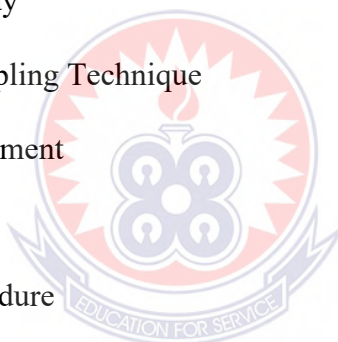 y
pling Technique
ment
dure
EDUCATION FOR SERVICE